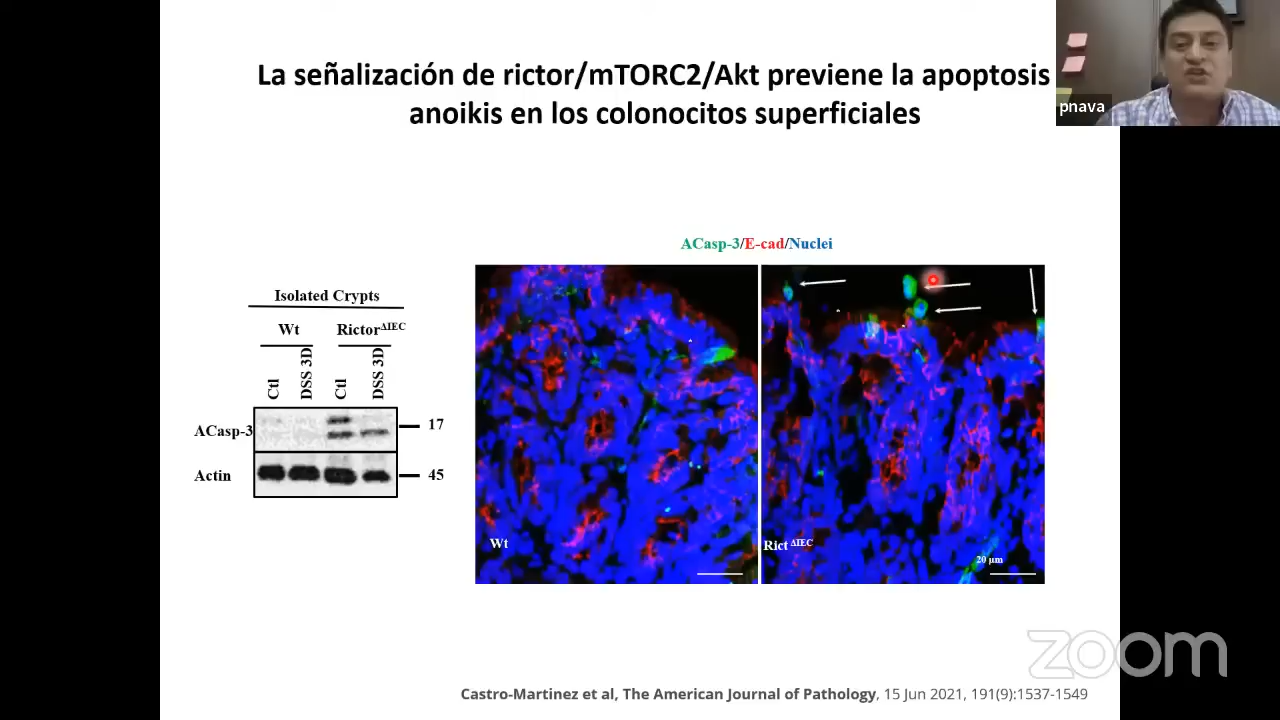 La señalización de rictor/mTORC2/Akt previene la apoptosis
anoikis en los colonocitos superficiales
pnava
ACasp-3/E-cad/Nuclei
Isolated Crypts
Wt RictorΔIEC
Ctl DSS 3D Ctl DSS 3D
ACasp-3 17
Actin 45
Wt
Rict ΔIEC
20 µm
zoom
Castro-Martinez et al, The American Journal of Pathology, 15 Jun 2021, 191(9):1537-1549